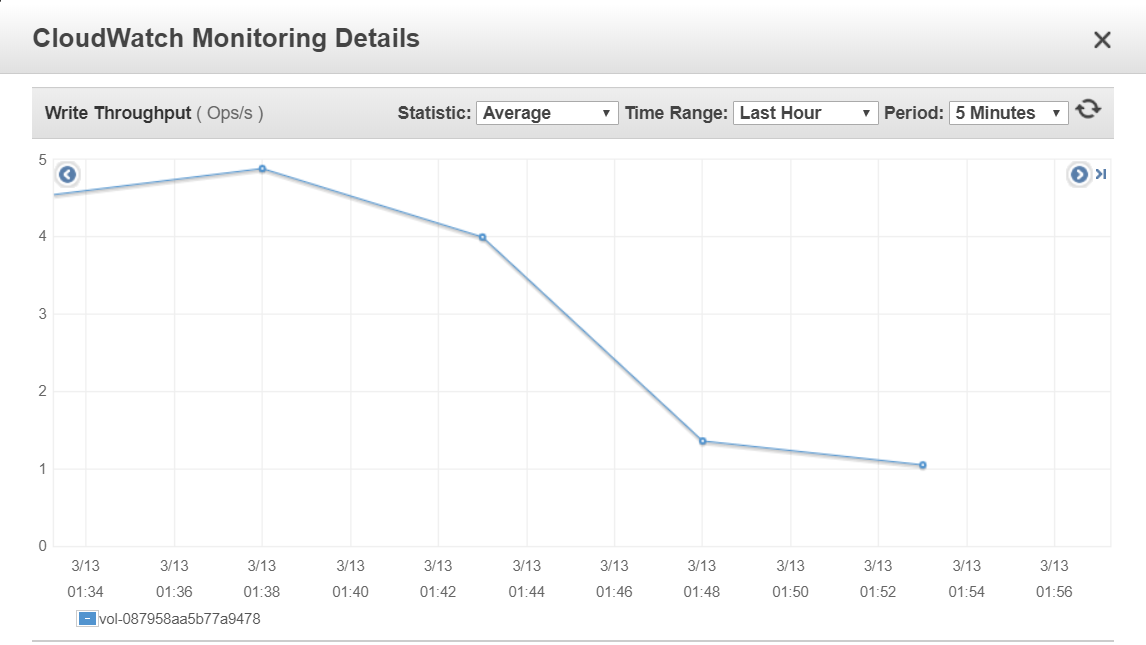 CloudWatch Monitoring Details
Write Throughput ( Ops/s ) Statistic: Average Time Range: Last Hour Period: 5 Minutes
5
4
3
2
1
0
3/13 3/13 3/13 3/13 3/13 3/13 3/13 3/13 3/13 3/13 3/13 3/13
01:34 01:36 01:38 01:40 01:42 01:44 01:46 01:48 01:50 01:52 01:54 01:56
vol-087958aa5b77a9478